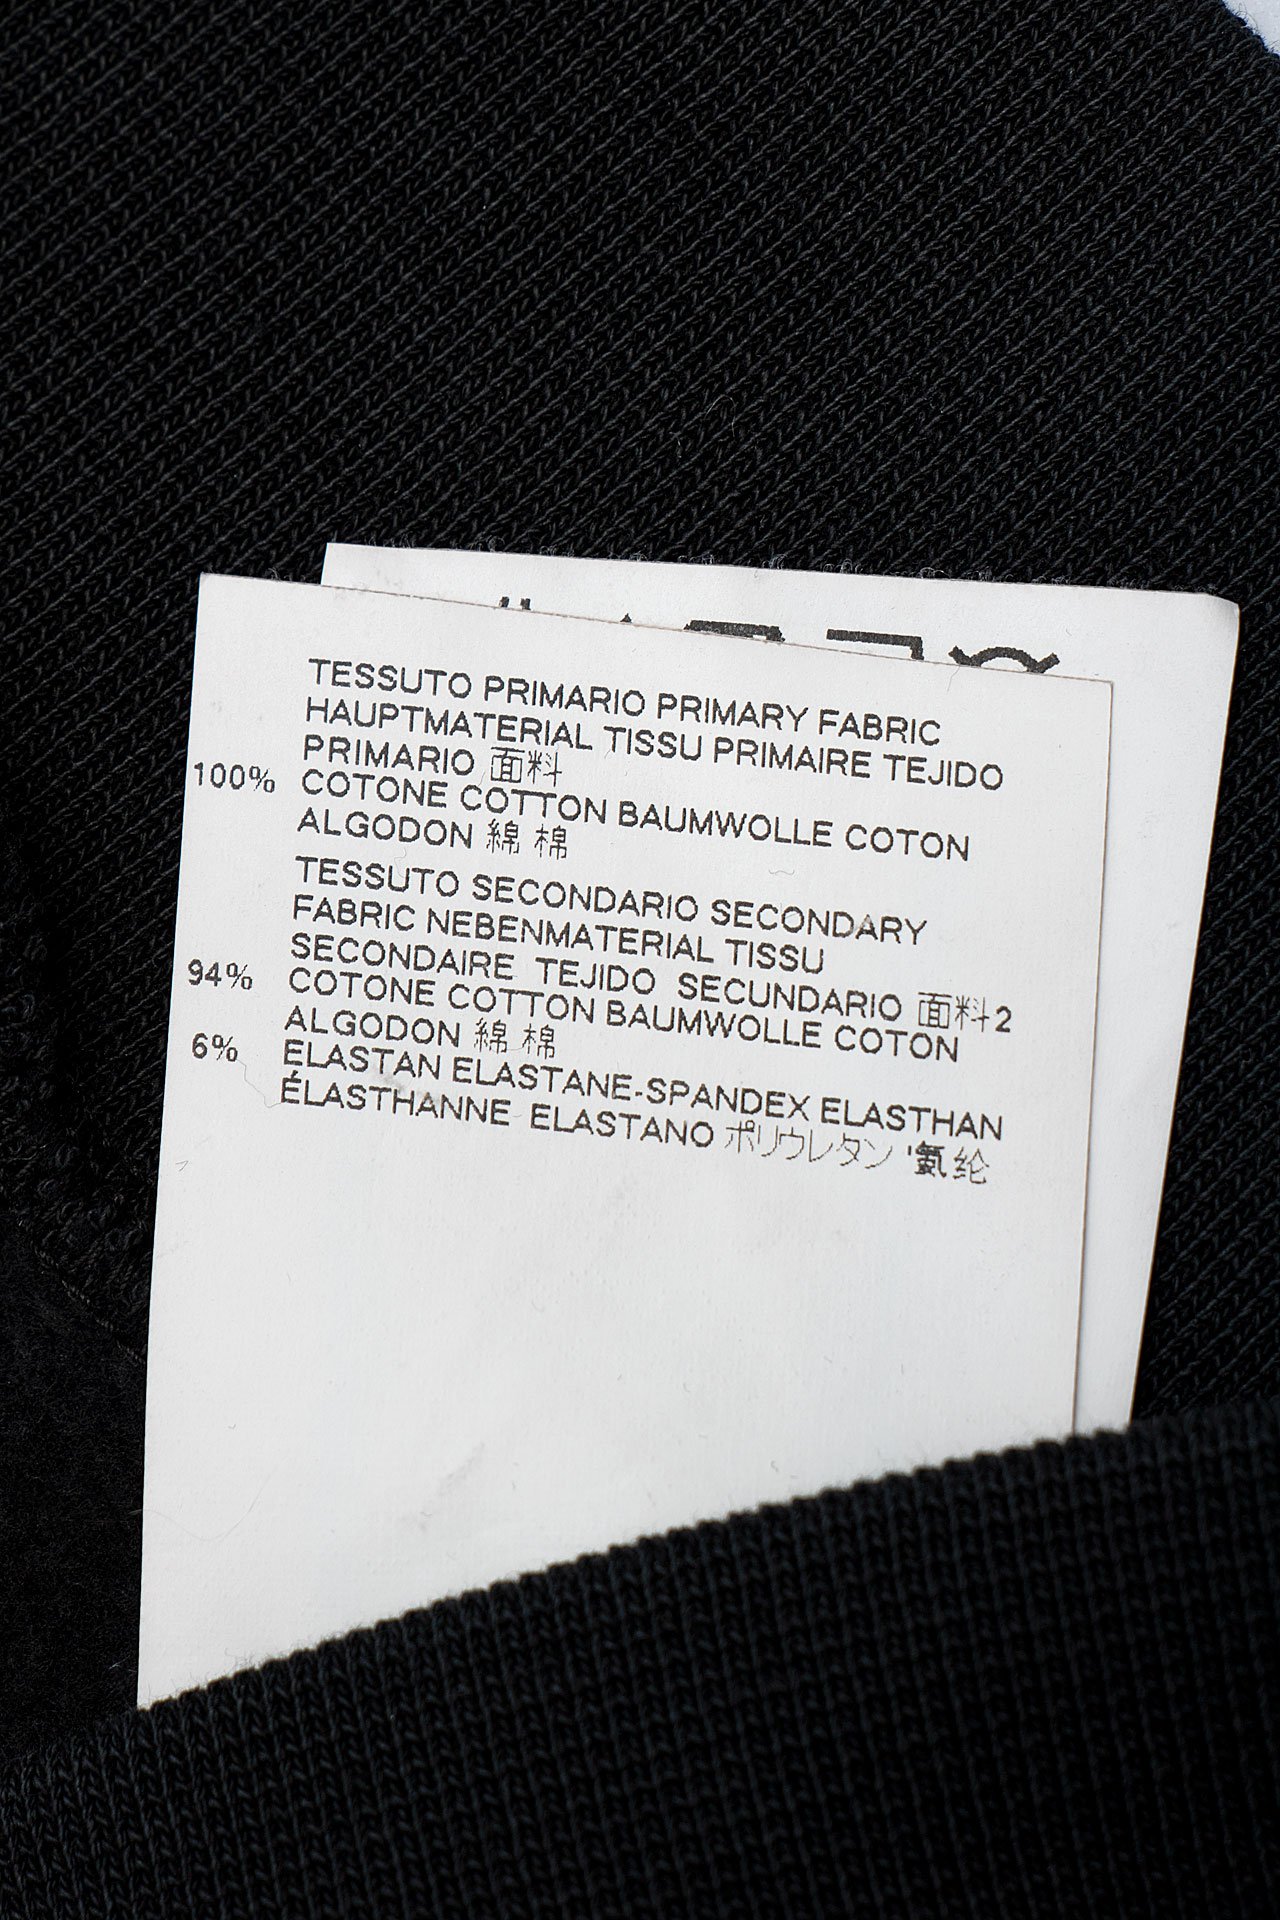 TESSUTO PRIMARIO PRIMARY FABRIC
HAUPTMATERIAL TISSU PRIMAIRE TEJIDO
PRIMARIO 面料
100% COTONE COTTON BAUMWOLLE COTON
ALGODON 綿 棉
TESSUTO SECONDARIO SECONDARY
FABRIC NEBENMATERIAL TISSU
SECONDAIRE TEJIDO SECUNDARIO 面料2
94% COTONE COTTON BAUMWOLLE COTON
ALGODON 綿 棉
6% ELASTAN ELASTANE-SPANDEX ELASTHAN
ÉLASTHANNE ELASTANO ポリウレタン '氨纶